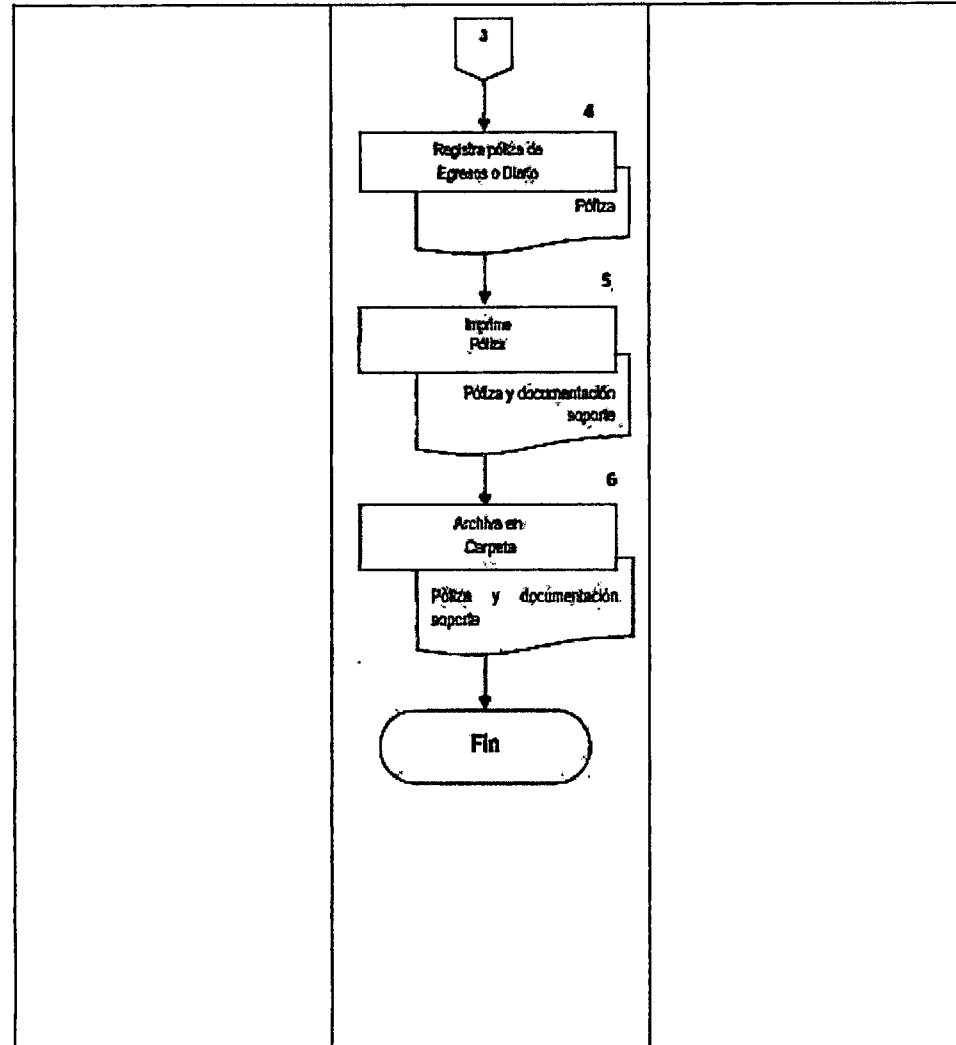 3
4
Registra póliza de
Egresos o Diario
Póliza
5
Imprime
Póliza
Póliza y documentación
soporte
6
Archiva en
Carpeta
Póliza y documentación
soporte
Fin